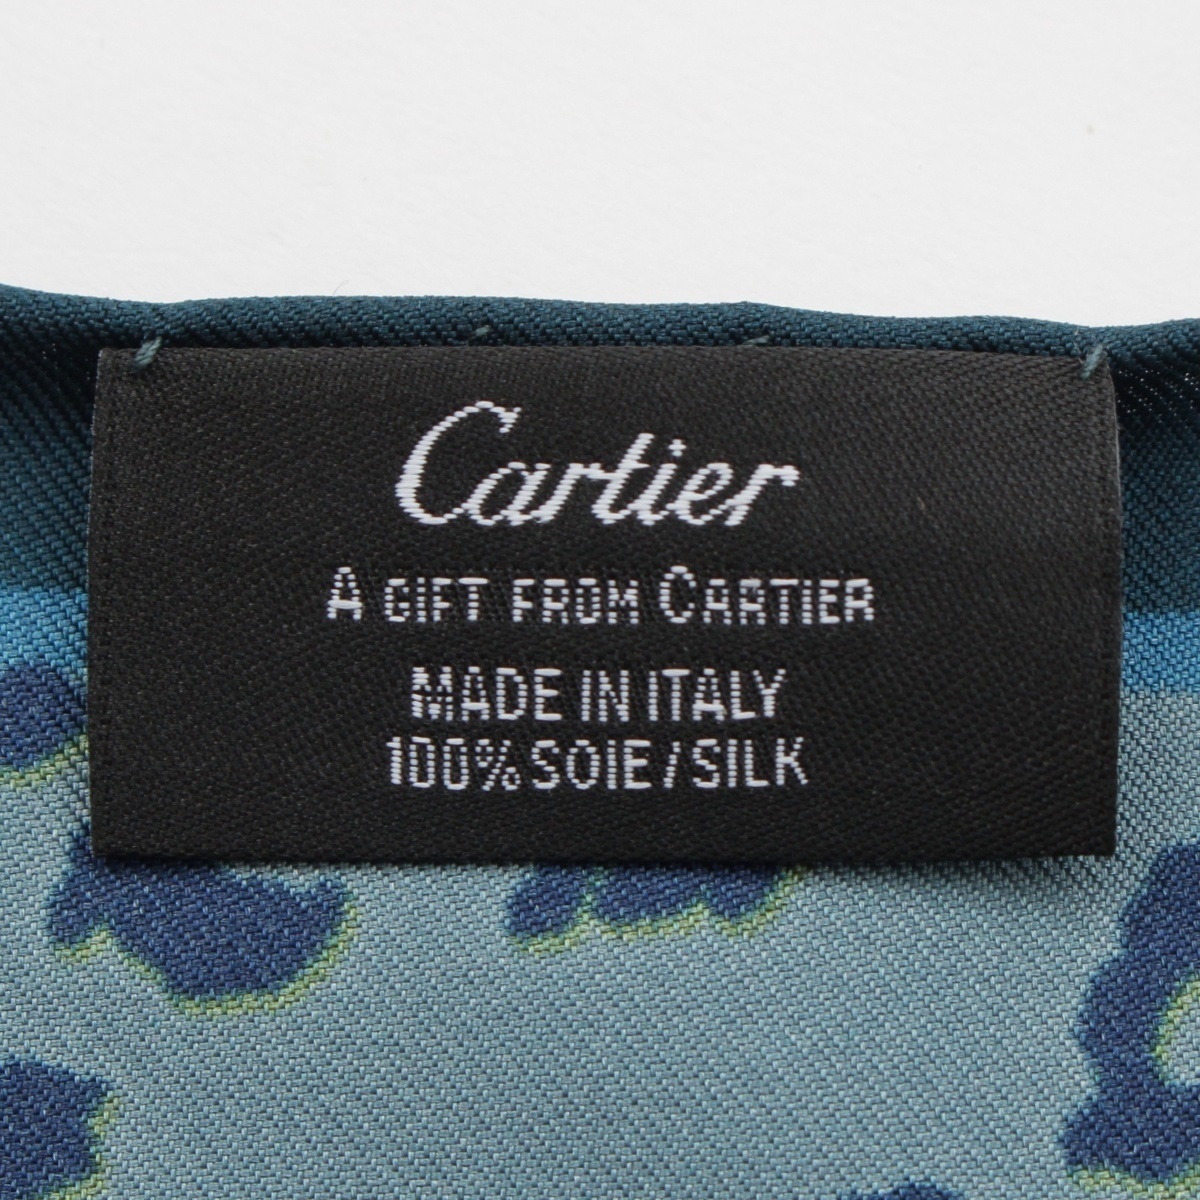 Cartier
A GIFT FROM CARTIER
MADE IN ITALY
100% SOIE/SILK